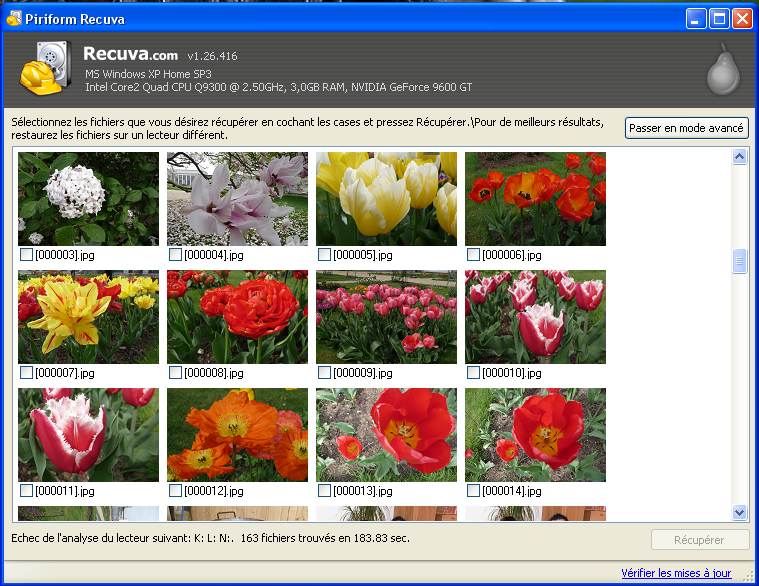 Piriform Recuva
Recuva.com v1.26.416
MS Windows XP Home SP3
Intel Core2 Quad CPU Q9300 @ 2.50GHz, 3,0GB RAM, NVIDIA GeForce 9600 GT
Sélectionnez les fichiers que vous désirez récupérer en cochant les cases et pressez Récupérer.\Pour de meilleurs résultats,
restaurez les fichiers sur un lecteur différent.
Passer en mode avancé
[000003].jpg [000004].jpg [000005].jpg [000006].jpg
[000007].jpg [000008].jpg [000009].jpg [000010].jpg
[000011].jpg [000012].jpg [000013].jpg [000014].jpg
Echec de l'analyse du lecteur suivant: K: L: N:. 163 fichiers trouvés en 183.83 sec.
Récupérer
Vérifier les mises à jour